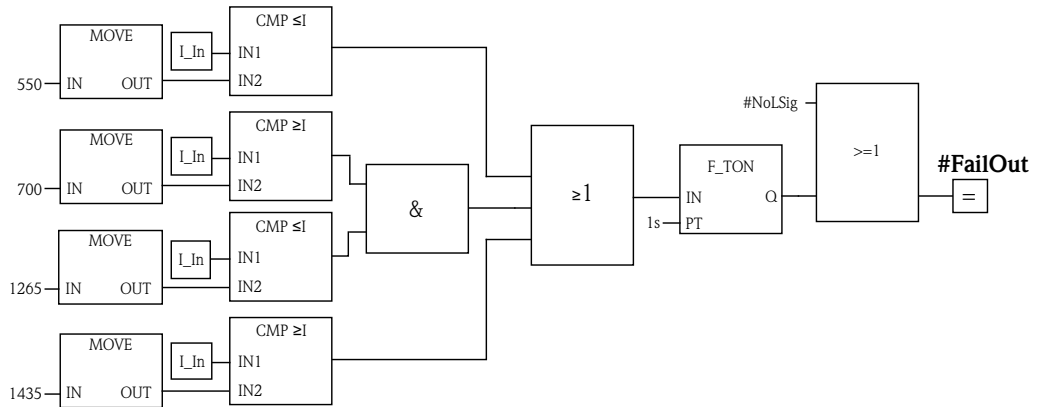 MOVE
550 IN OUT
I_In
CMP ≤I
IN1
IN2
MOVE
700 IN OUT
I_In
CMP ≥I
IN1
IN2
MOVE
1265 IN OUT
I_In
CMP ≤I
IN1
IN2
MOVE
1435 IN OUT
I_In
CMP ≥I
IN1
IN2
&
≥1
F_TON
IN Q
1s PT
#NoLSig
>=1
#FailOut
=